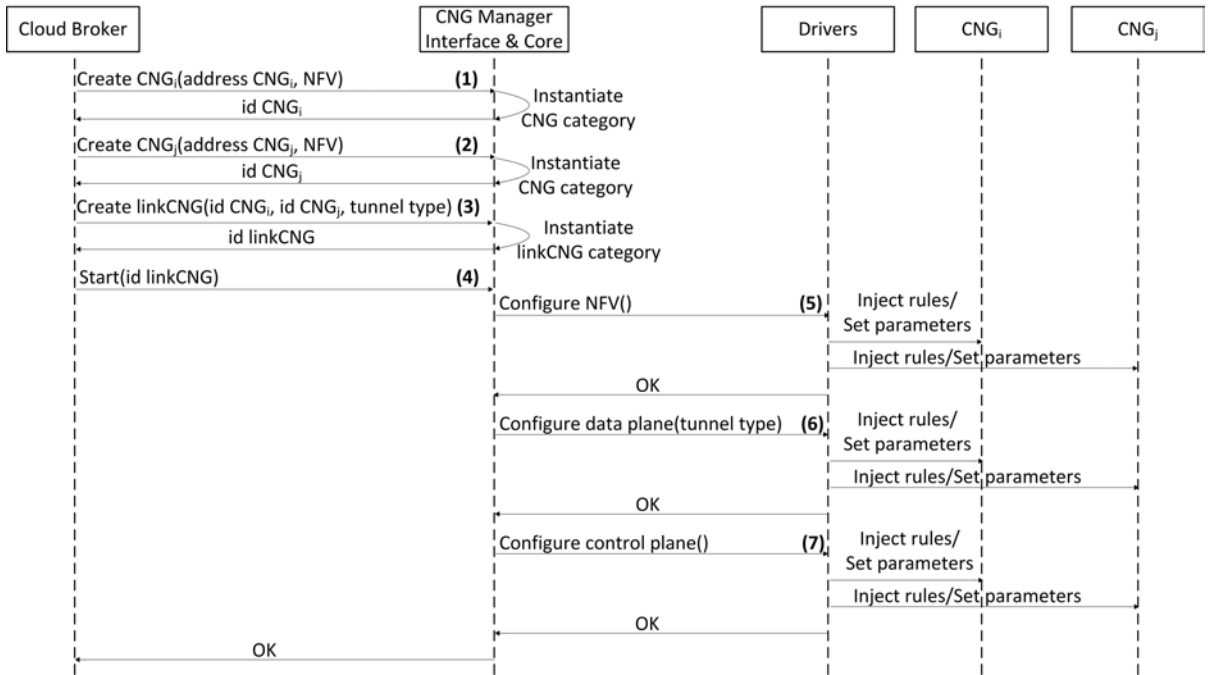 Cloud Broker
CNG Manager
Interface & Core
Drivers
CNGi
CNGj
Create CNGi(address CNGi, NFV) (1)
Instantiate
CNG category
id CNGi
Create CNGj(address CNGj, NFV) (2)
Instantiate
CNG category
id CNGj
Create linkCNG(id CNGi, id CNGj, tunnel type) (3)
Instantiate
linkCNG category
id linkCNG
Start(id linkCNG) (4)
Configure NFV() (5)
Inject rules/
Set parameters
Inject rules/Set parameters
OK
Configure data plane(tunnel type) (6)
Inject rules/
Set parameters
Inject rules/Set parameters
OK
Configure control plane() (7)
Inject rules/
Set parameters
Inject rules/Set parameters
OK
OK